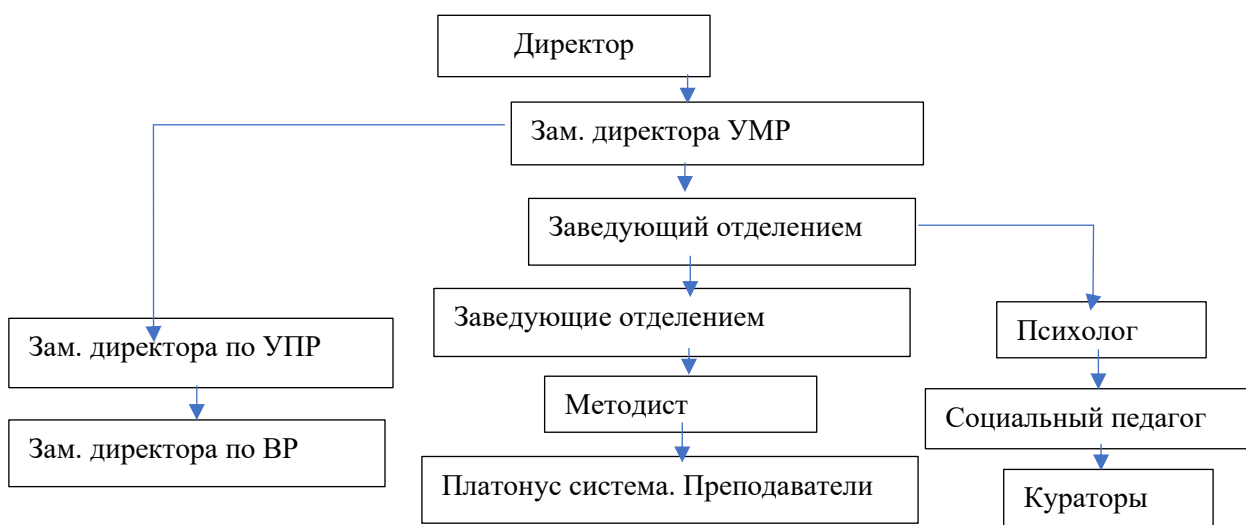 Директор
Зам. директора УМР
Заведующий отделением
Заведующие отделением
Психолог
Зам. директора по УПР
Методист
Социальный педагог
Зам. директора по ВР
Платонус система. Преподаватели
Кураторы